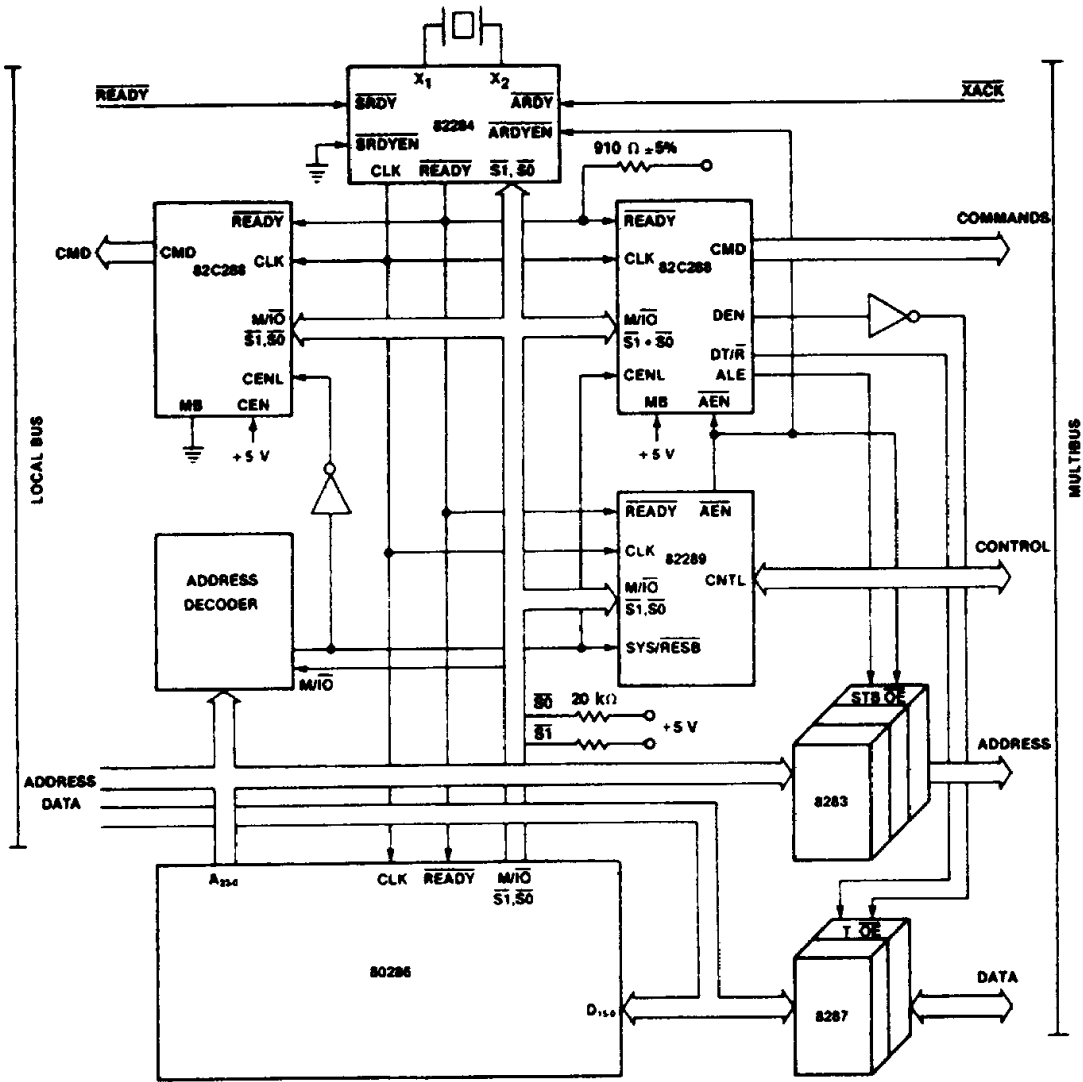 X1 X2
READY
SRDY
ARDY
XACK
82284
SRDYEN
ARDYEN
CLK READY S1, S0
910 Ω ±5%
READY
CMD
CMD
82C288
CLK
M/IO
S1,S0
CENL
MB CEN
+5 V
READY
CLK
82C288
CMD
COMMANDS
M/IO
S1 • S0
DEN
DT/R
ALE
CENL
MB AEN
+5 V
LOCAL BUS
MULTIBUS
ADDRESS
DECODER
M/IO
READY AEN
CLK
82289
M/IO
S1,S0
CNTL
CONTROL
SYS/RESB
S0 20 kΩ
S1
+5 V
STB OE
8283
ADDRESS
ADDRESS
DATA
A23-0
CLK READY M/IO
S1,S0
80286
D15-0
T OE
8287
DATA